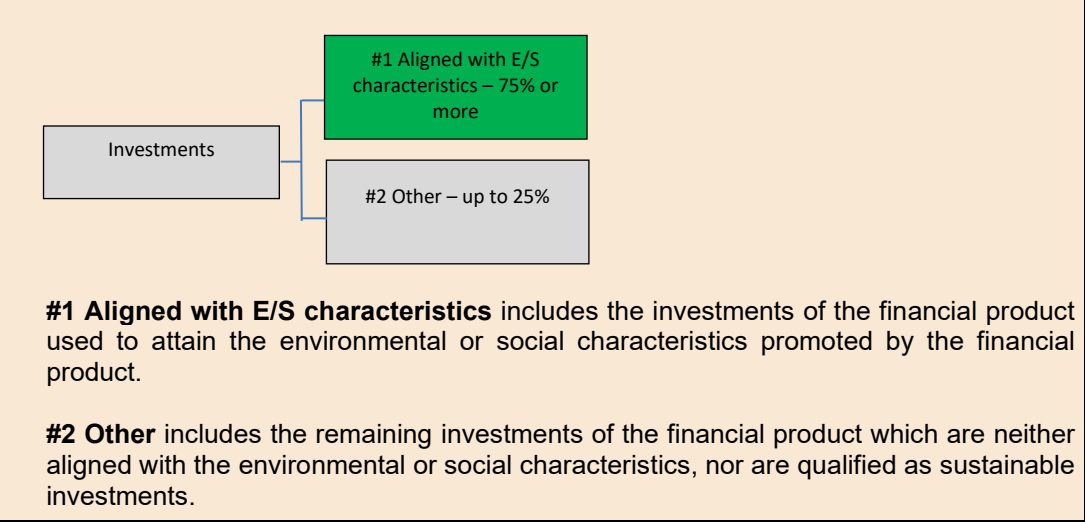 #1 Aligned with E/S
characteristics – 75% or
more
Investments
#2 Other – up to 25%
#1 Aligned with E/S characteristics includes the investments of the financial product
used to attain the environmental or social characteristics promoted by the financial
product.
#2 Other includes the remaining investments of the financial product which are neither
aligned with the environmental or social characteristics, nor are qualified as sustainable
investments.